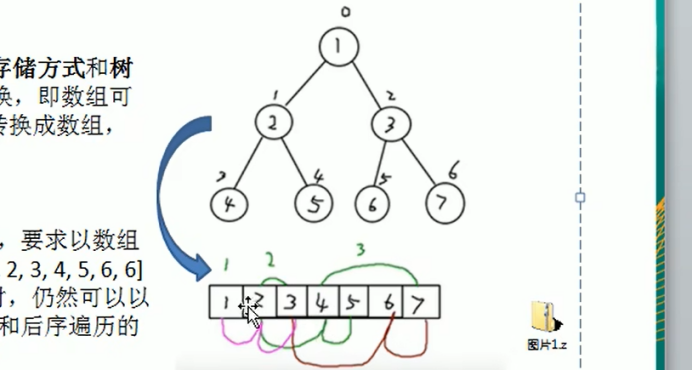 0
1
存储方式和树
1
2
换，即数组可
2
3
转换成数组，
3
4
4
5
5
6
6
7
，要求以数组
1
2
3
2, 3, 4, 5, 6, 6]
时，仍然可以以
1 2 3 4 5 6 7
和后序遍历的
图片1.z